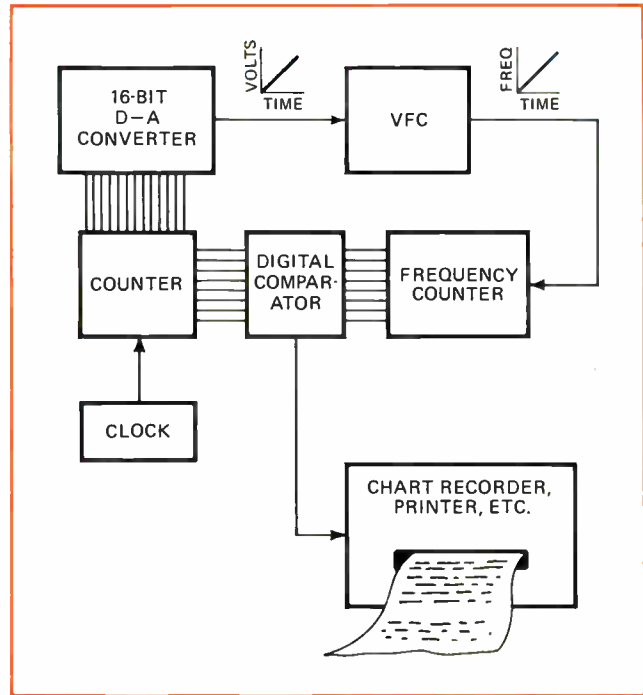 16-BIT
D–A
CONVERTER
VOLTS
TIME
VFC
FREQ
TIME
COUNTER
DIGITAL
COMPAR-
ATOR
FREQUENCY
COUNTER
CLOCK
CHART RECORDER,
PRINTER, ETC.